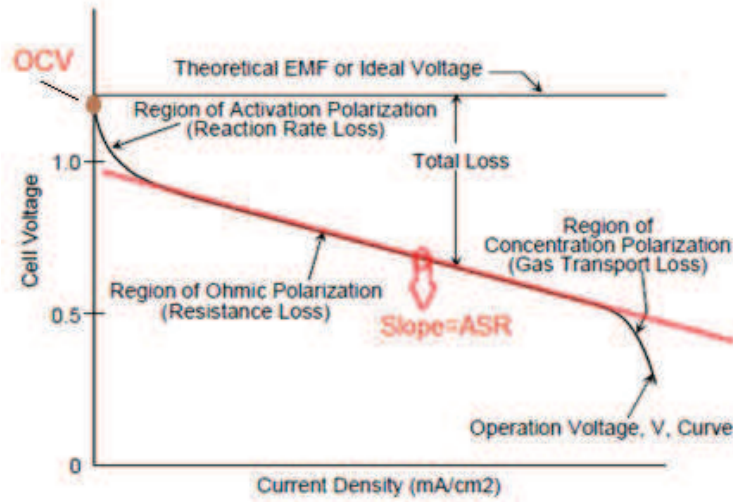 OCV
Theoretical EMF or Ideal Voltage
Region of Activation Polarization
(Reaction Rate Loss)
Total Loss
1.0
Cell Voltage
Region of
Concentration Polarization
(Gas Transport Loss)
Region of Ohmic Polarization
(Resistance Loss)
0.5
Slope=ASR
Operation Voltage, V, Curve
0
Current Density (mA/cm2)